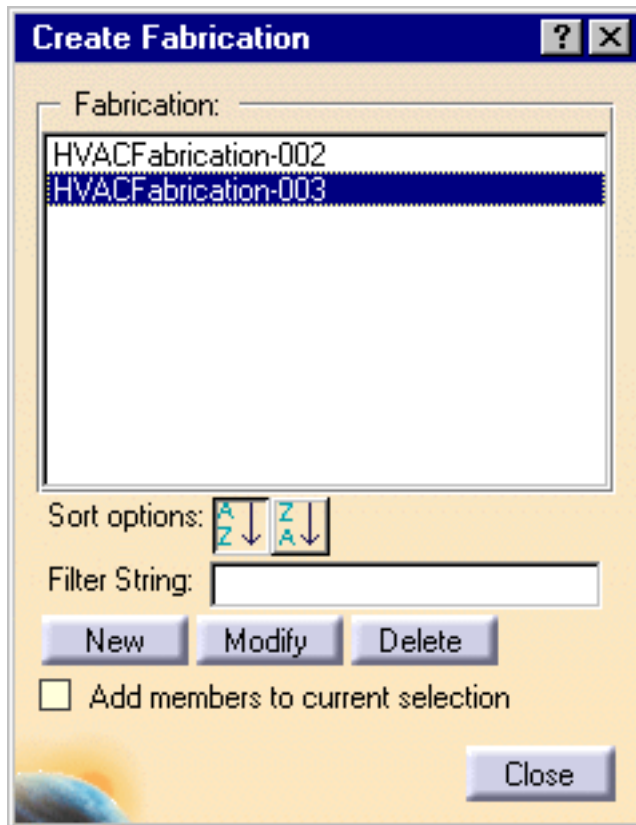 Create Fabrication
Fabrication:
HVACFabrication-002
HVACFabrication-003
Sort options: A Z Z A
Filter String:
New Modify Delete
Add members to current selection
Close